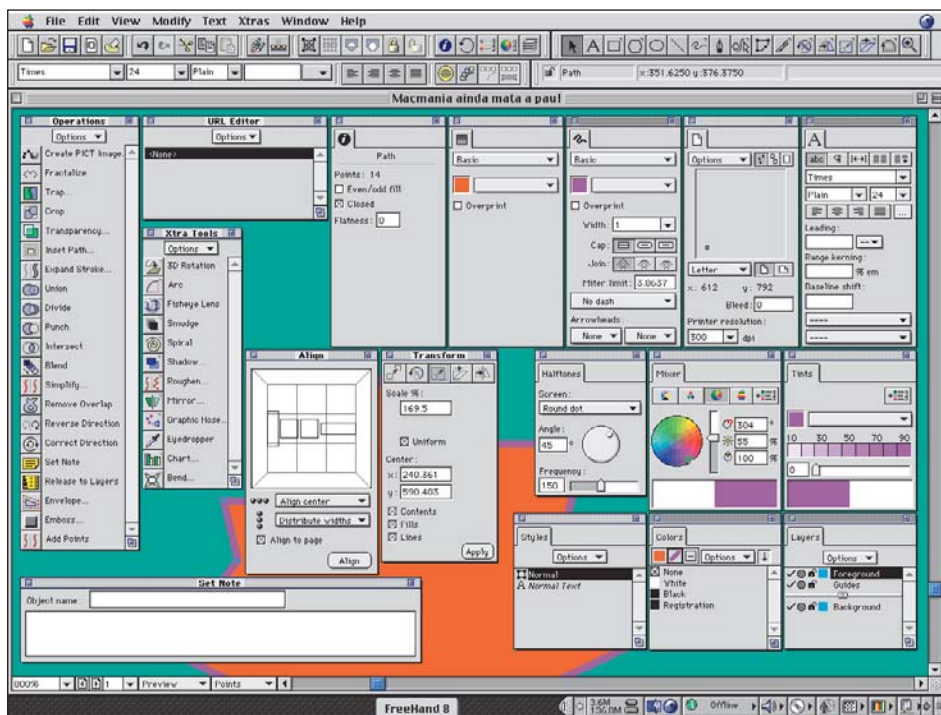 File Edit View Modify Text Xtras Window Help
Times 24 Plain
Path x:351.6250 y:376.3750
Macmania ainda mata a pau!
Operations
Options
Create PICT Image...
Fractalize
Trap...
Crop
Transparency...
Inset Path...
Expand Stroke...
Union
Divide
Punch
Intersect
Blend
Simplify...
Remove Overlap
Reverse Direction
Correct Direction
Set Note
Release to Layers
Envelope...
Emboss...
Add Points
URL Editor
Options
<None>
Xtra Tools
Options
3D Rotation
Arc
Fisheye Lens
Smudge
Spiral
Shadow...
Roughen...
Mirror...
Graphic Hose...
Eyedropper
Chart...
Bend...
Path
Points: 14
Even/odd fill
Closed
Flatness: 0
Basic
Overprint
Basic
Overprint
Width: 1
Cap:
Join:
Miter limit: 3.8637
No dash
Arrowheads:
None None
Options
Letter
x: 612 y: 792
Bleed: 0
Printer resolution:
300 dpi
A
abc
Times
Plain 24
Leading:
Range kerning:
% em
Baseline shift:
Align
Align center
Distribute widths
Align to page
Align
Transform
Scale %:
169.5
Uniform
Center:
x: 240.361
y: 590.403
Contents
Fills
Lines
Apply
Halftones
Screen:
Round dot
Angle:
45 °
Frequency:
150
Mixer
304 °
55 %
100 %
Tints
10 30 50 70 90
0 %
Styles
Options
Normal
A Normal Text
Colors
Options
None
White
Black
Registration
Layers
Options
Foreground
Guides
Background
Set Note
Object name:
800% 1 Preview Points
FreeHand 8
3.6M
Offline